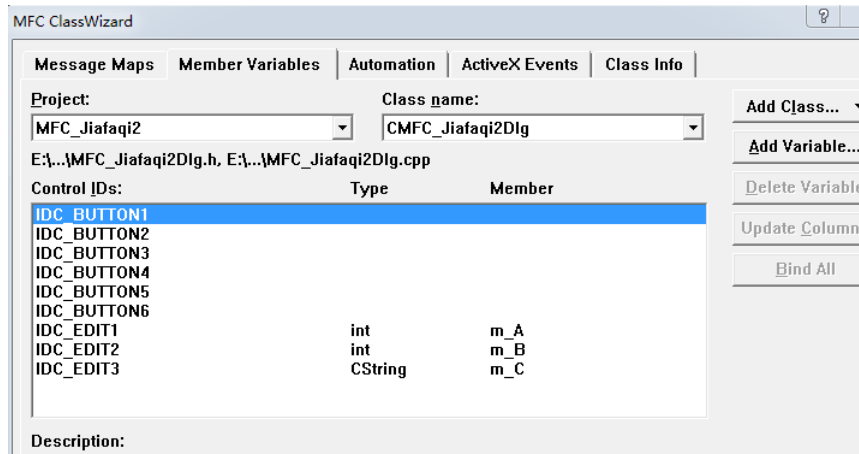 MFC ClassWizard
?
Message Maps Member Variables Automation ActiveX Events Class Info
Project: Class name:
MFC_Jiafaqi2 CMFC_Jiafaqi2Dlg
Add Class...
E:\...\MFC_Jiafaqi2Dlg.h, E:\...\MFC_Jiafaqi2Dlg.cpp
Add Variable...
Control IDs: Type Member
Delete Variable
IDC_BUTTON1
IDC_BUTTON2
Update Column
IDC_BUTTON3
IDC_BUTTON4
Bind All
IDC_BUTTON5
IDC_BUTTON6
IDC_EDIT1 int m_A
IDC_EDIT2 int m_B
IDC_EDIT3 CString m_C
Description: